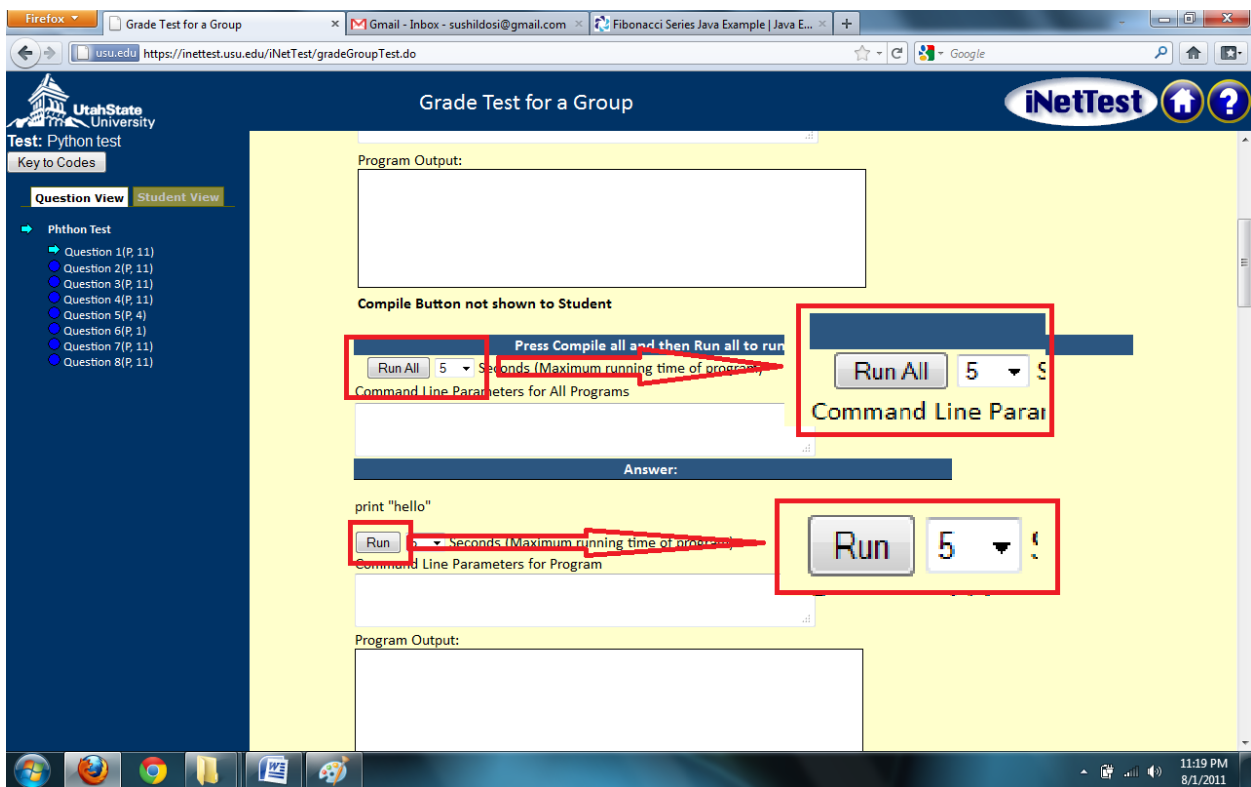 Firefox
Grade Test for a Group
Gmail - Inbox - sushildosi@gmail.com
Fibonacci Series Java Example | Java E...
usu.edu https://inettest.usu.edu/iNetTest/gradeGroupTest.do
Google
UtahState
University
Grade Test for a Group
iNetTest
Test: Python test
Key to Codes
Question View Student View
Phthon Test
Question 1(P, 11)
Question 2(P, 11)
Question 3(P, 11)
Question 4(P, 11)
Question 5(P, 4)
Question 6(P, 1)
Question 7(P, 11)
Question 8(P, 11)
Program Output:
Compile Button not shown to Student
Press Compile all and then Run all to run
Run All 5 Seconds (Maximum running time of program)
Command Line Parameters for All Programs
Run All 5 S
Command Line Parar
Answer:
print "hello"
Run 5 Seconds (Maximum running time of program)
Command Line Parameters for Program
Run 5
Program Output:
11:19 PM
8/1/2011